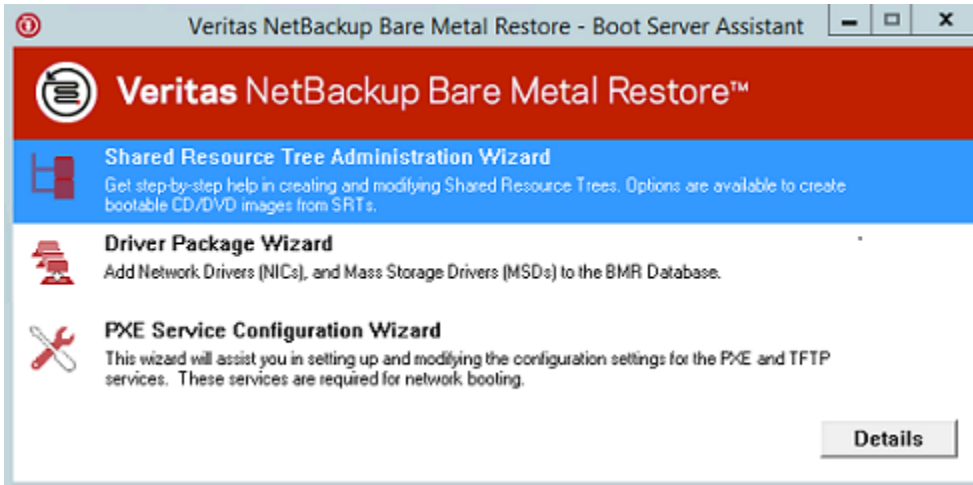 Veritas NetBackup Bare Metal Restore - Boot Server Assistant
Veritas NetBackup Bare Metal Restore™
Shared Resource Tree Administration Wizard
Get step-by-step help in creating and modifying Shared Resource Trees. Options are available to create
bootable CD/DVD images from SRTs.
Driver Package Wizard
Add Network Drivers (NICs), and Mass Storage Drivers (MSDs) to the BMR Database.
PXE Service Configuration Wizard
This wizard will assist you in setting up and modifying the configuration settings for the PXE and TFTP
services.  These services are required for network booting.
Details